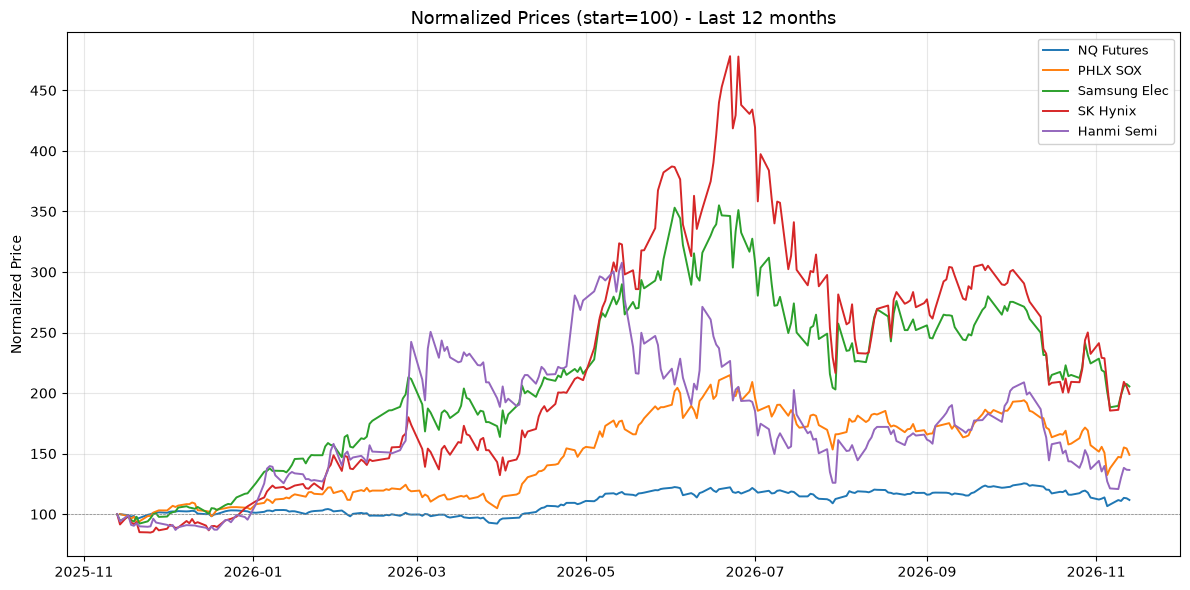 Normalized Prices (start=100) - Last 12 months
NQ Futures
PHLX SOX
Samsung Elec
SK Hynix
Hanmi Semi
Normalized Price
450
400
350
300
250
200
150
100
2025-11
2026-01
2026-03
2026-05
2026-07
2026-09
2026-11